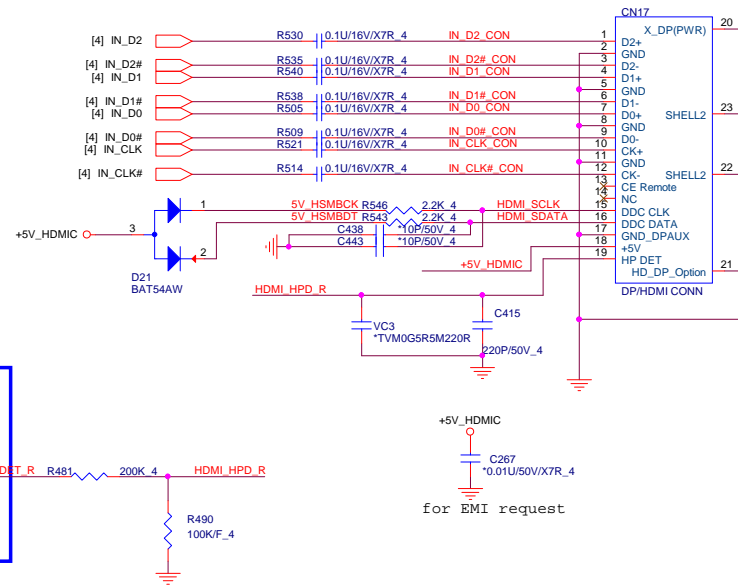 CN17
20
X_DP(PWR)
[4] IN_D2 R530 0.1U/16V/X7R_4 IN_D2_CON 1 D2+
2 GND
[4] IN_D2# R535 0.1U/16V/X7R_4 IN_D2#_CON 3 D2-
[4] IN_D1 R540 0.1U/16V/X7R_4 IN_D1_CON 4 D1+
5 GND
[4] IN_D1# R538 0.1U/16V/X7R_4 IN_D1#_CON 6 D1-
[4] IN_D0 R505 0.1U/16V/X7R_4 IN_D0_CON 7 D0+ SHELL2 23
8 GND
[4] IN_D0# R509 0.1U/16V/X7R_4 IN_D0#_CON 9 D0-
[4] IN_CLK R521 0.1U/16V/X7R_4 IN_CLK_CON 10 CK+
11 GND
[4] IN_CLK# R514 0.1U/16V/X7R_4 IN_CLK#_CON 12 CK- SHELL2 22
13 CE Remote
14 NC
1 5V_HSMBCK R546 2.2K_4 HDMI_SCLK 15 DDC CLK
5V_HSMBDT R543 2.2K_4 HDMI_SDATA 16 DDC DATA
+5V_HDMIC 3 C438 *10P/50V_4 17 GND_DPAUX
2 C443 *10P/50V_4 18 +5V
19 HP DET
+5V_HDMIC HD_DP_Option 21
D21
BAT54AW
HDMI_HPD_R DP/HDMI CONN
C415
VC3
*TVM0G5R5M220R
220P/50V_4
+5V_HDMIC
C267
*0.01U/50V/X7R_4
for EMI request
DET_R R481 200K_4 HDMI_HPD_R
R490
100K/F_4